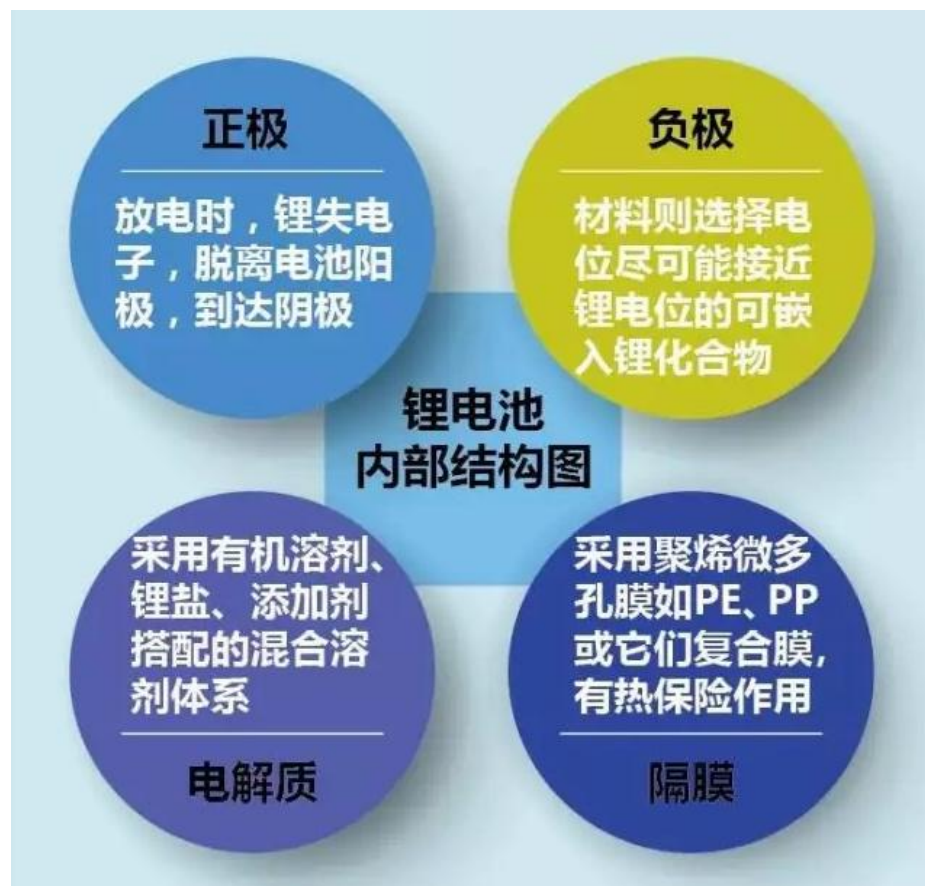 正极
放电时，锂失电
子，脱离电池阳
极，到达阴极
负极
材料则选择电
位尽可能接近
锂电位的可嵌
入锂化合物
锂电池
内部结构图
采用有机溶剂、
锂盐、添加剂
搭配的混合溶
剂体系
电解质
采用聚烯微多
孔膜如PE、PP
或它们复合膜,
有热保险作用
隔膜